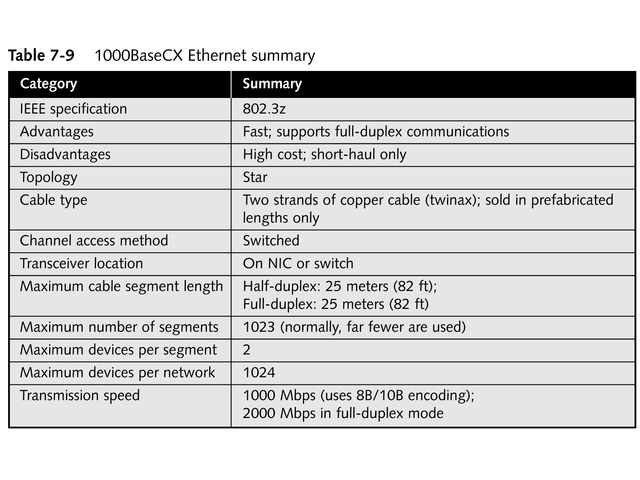 Table 7-9 1000BaseCX Ethernet summary
Category Summary
IEEE specification 802.3z
Advantages Fast; supports full-duplex communications
Disadvantages High cost; short-haul only
Topology Star
Cable type Two strands of copper cable (twinax); sold in prefabricated
lengths only
Channel access method Switched
Transceiver location On NIC or switch
Maximum cable segment length Half-duplex: 25 meters (82 ft);
Full-duplex: 25 meters (82 ft)
Maximum number of segments 1023 (normally, far fewer are used)
Maximum devices per segment 2
Maximum devices per network 1024
Transmission speed 1000 Mbps (uses 8B/10B encoding);
2000 Mbps in full-duplex mode